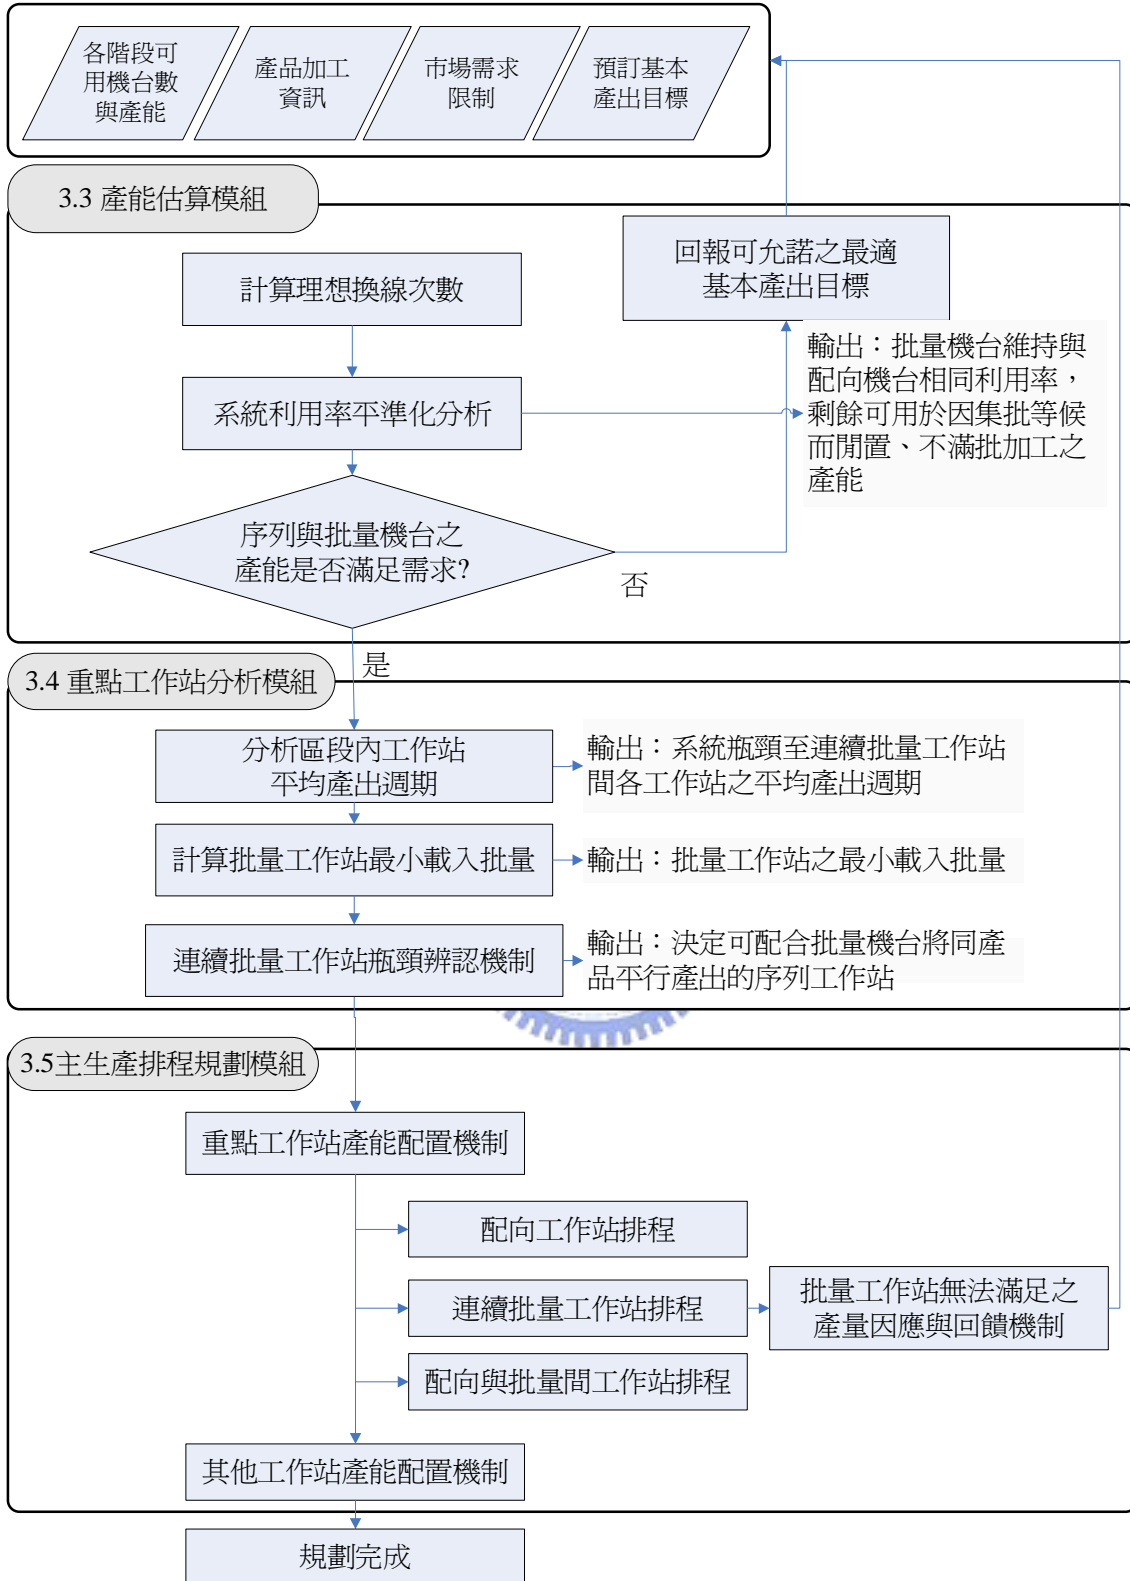 各階段可
用機台數
與產能
產品加工
資訊
市場需求
限制
預訂基本
產出目標
3.3 產能估算模組
計算理想換線次數
回報可允諾之最適
基本產出目標
系統利用率平準化分析
輸出：批量機台維持與
配向機台相同利用率，
剩餘可用於因集批等候
而閒置、不滿批加工之
產能
序列與批量機台之
產能是否滿足需求?
否
是
3.4 重點工作站分析模組
分析區段內工作站
平均產出週期
輸出：系統瓶頸至連續批量工作站
間各工作站之平均產出週期
計算批量工作站最小載入批量
輸出：批量工作站之最小載入批量
連續批量工作站瓶頸辨認機制
輸出：決定可配合批量機台將同產
品平行產出的序列工作站
3.5主生產排程規劃模組
重點工作站產能配置機制
配向工作站排程
連續批量工作站排程
批量工作站無法滿足之
產量因應與回饋機制
配向與批量間工作站排程
其他工作站產能配置機制
規劃完成